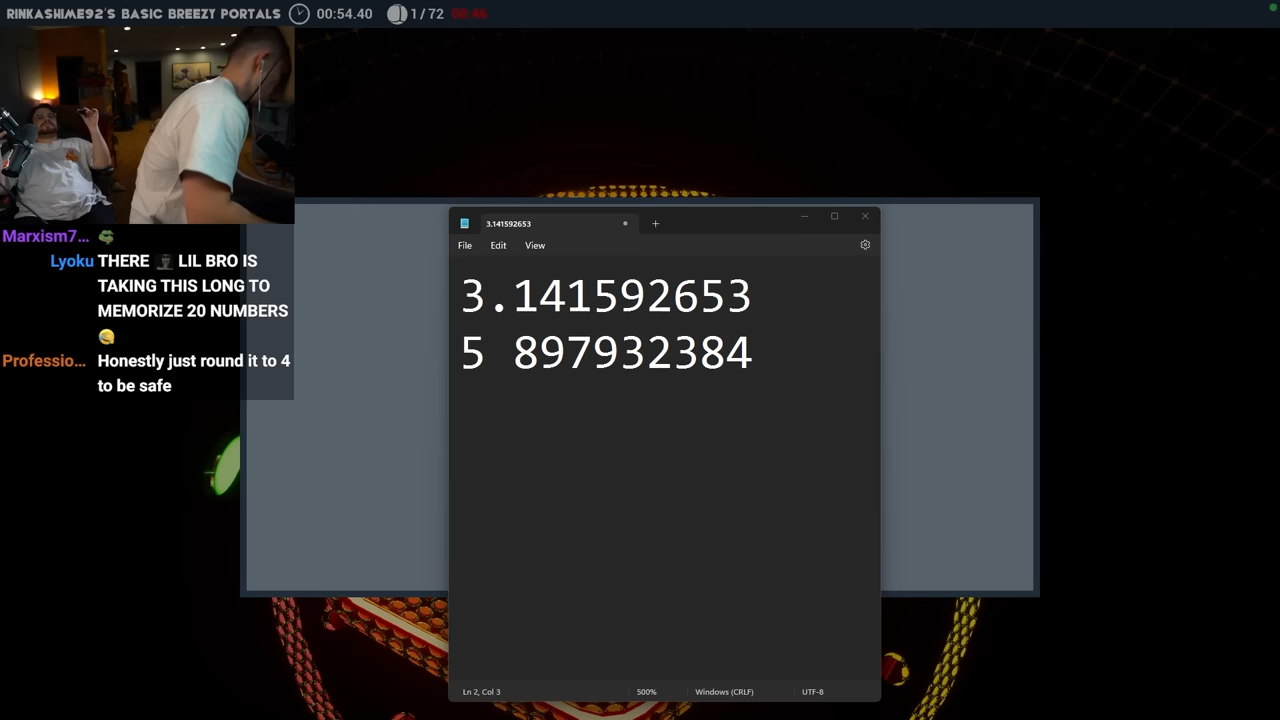 RINKASHIME92'S BASIC BREEZY PORTALS 00:54.40 1 / 72 00:46
3.141592653
File Edit View
Marxism7...
Lyoku THERE LIL BRO IS
TAKING THIS LONG TO
MEMORIZE 20 NUMBERS
Professio... Honestly just round it to 4
to be safe
3.141592653
5 897932384
Ln 2, Col 3 500% Windows (CRLF) UTF-8